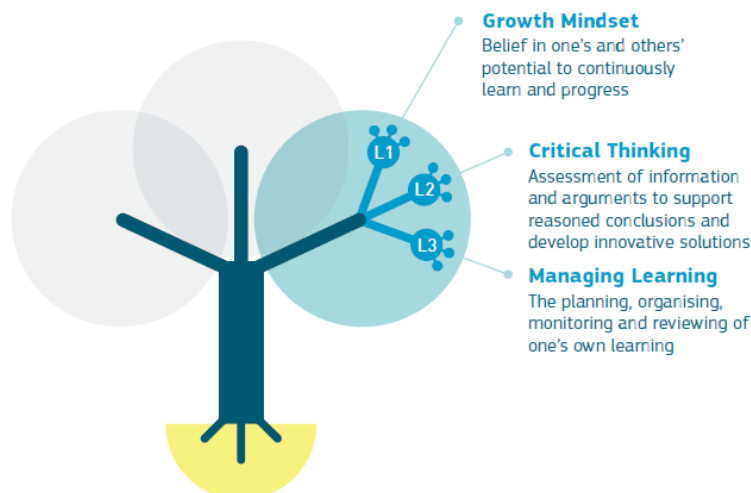 Growth Mindset
Belief in one's and others'
potential to continuously
learn and progress
L1
L2
L3
Critical Thinking
Assessment of information
and arguments to support
reasoned conclusions and
develop innovative solutions
Managing Learning
The planning, organising,
monitoring and reviewing of
one's own learning